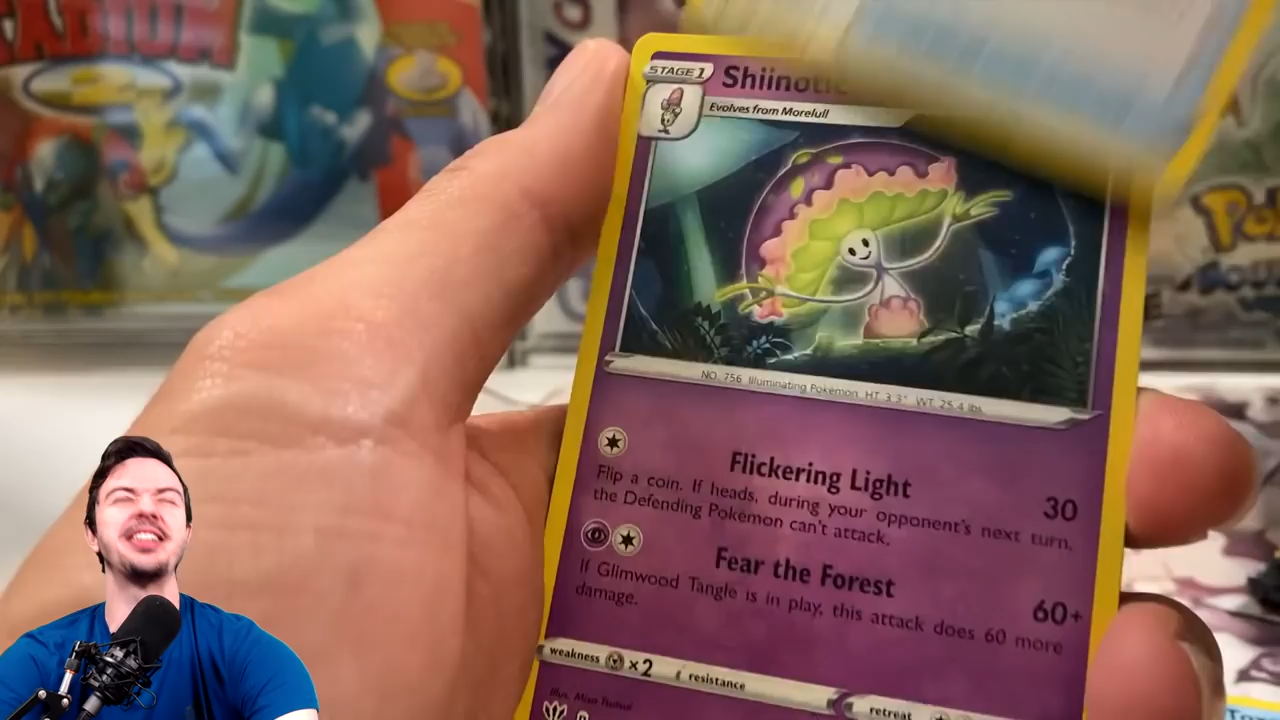 STADIUM
STAGE 1
Shiinotic
Evolves from Morelull
NO. 756 Illuminating Pokémon HT 3'3" WT. 25.4 lbs.
Flickering Light
30
Flip a coin. If heads, during your opponent's next turn,
the Defending Pokémon can't attack.
Fear the Forest
60+
If Glimwood Tangle is in play, this attack does 60 more
damage.
weakness ×2 resistance
retreat
Illus.